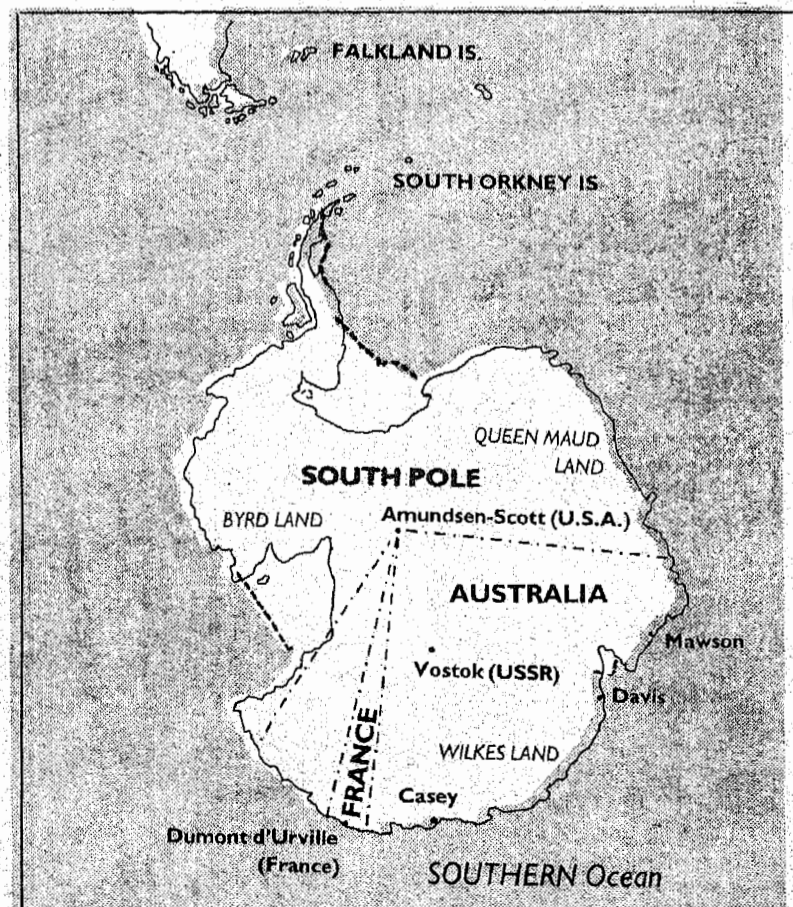 FALKLAND IS.
SOUTH ORKNEY IS
QUEEN MAUD
LAND
SOUTH POLE
BYRD LAND
Amundsen-Scott (U.S.A.)
AUSTRALIA
Mawson
Vostok (USSR)
Davis
FRANCE
WILKES LAND
Casey
Dumont d'Urville
(France)
SOUTHERN Ocean